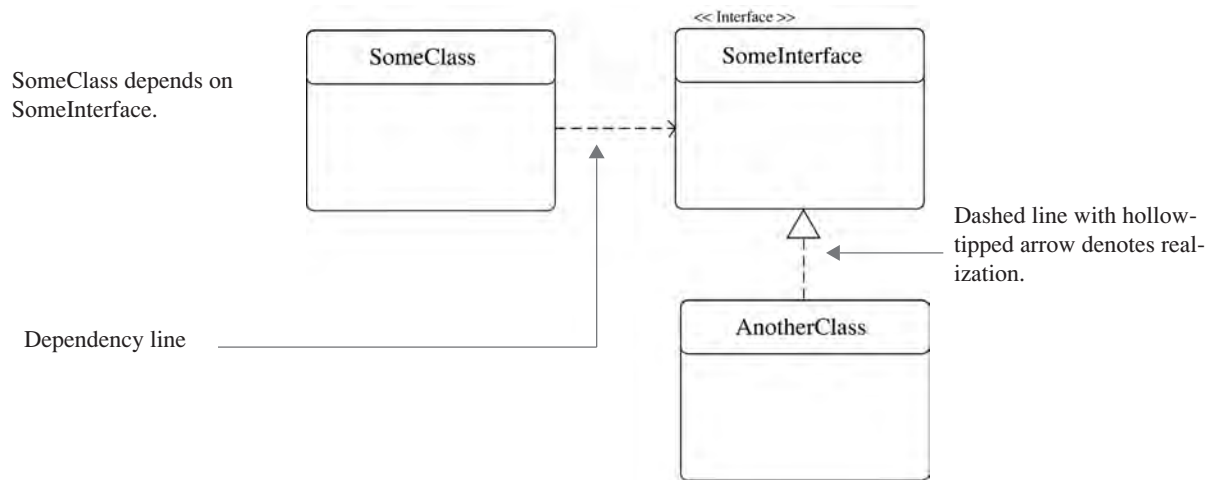 << Interface >>
SomeClass
SomeInterface
SomeClass depends on
SomeInterface.
Dashed line with hollow-
tipped arrow denotes real-
ization.
AnotherClass
Dependency line